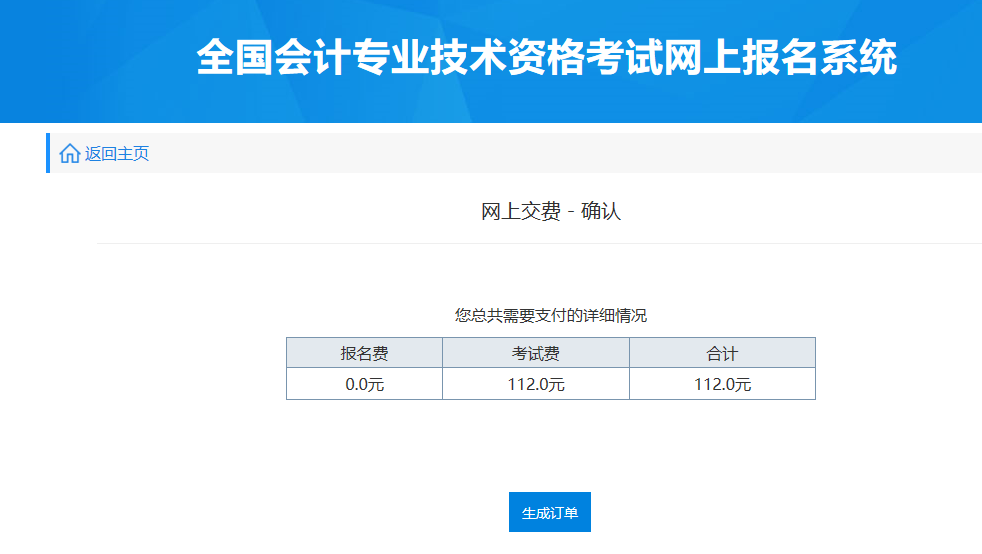 全国会计专业技术资格考试网上报名系统
返回主页
网上交费 - 确认
您总共需要支付的详细情况
报名费 考试费 合计
0.0元 112.0元 112.0元
生成订单